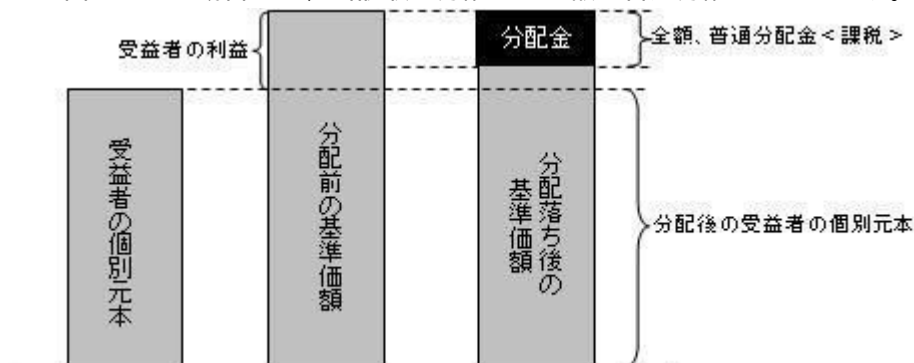 受益者の利益
分配金
全額、普通分配金＜課税＞
受益者の個別元本
分配前の基準価額
分配落ち後の
基準価額
分配後の受益者の個別元本